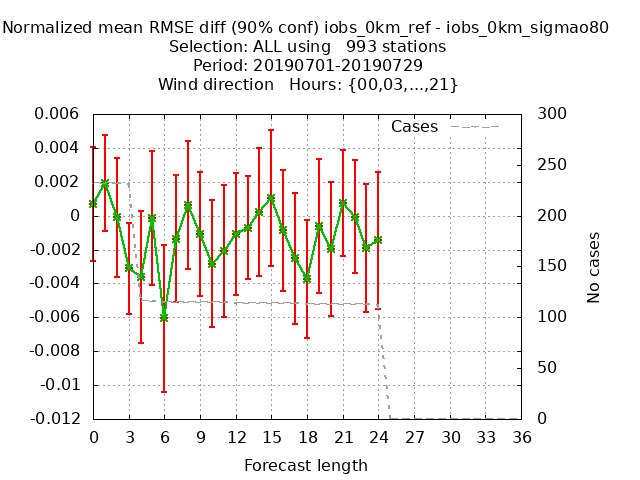 Normalized mean RMSE diff (90% conf) iobs_0km_ref - iobs_0km_sigmao80
Selection: ALL using   993 stations
Period: 20190701-20190729
Wind direction   Hours: {00,03,...,21}
Cases
0.006
0.004
0.002
0
-0.002
-0.004
-0.006
-0.008
-0.01
-0.012
300
250
200
150
100
50
0
No cases
0 3 6 9 12 15 18 21 24 27 30 33 36
Forecast length